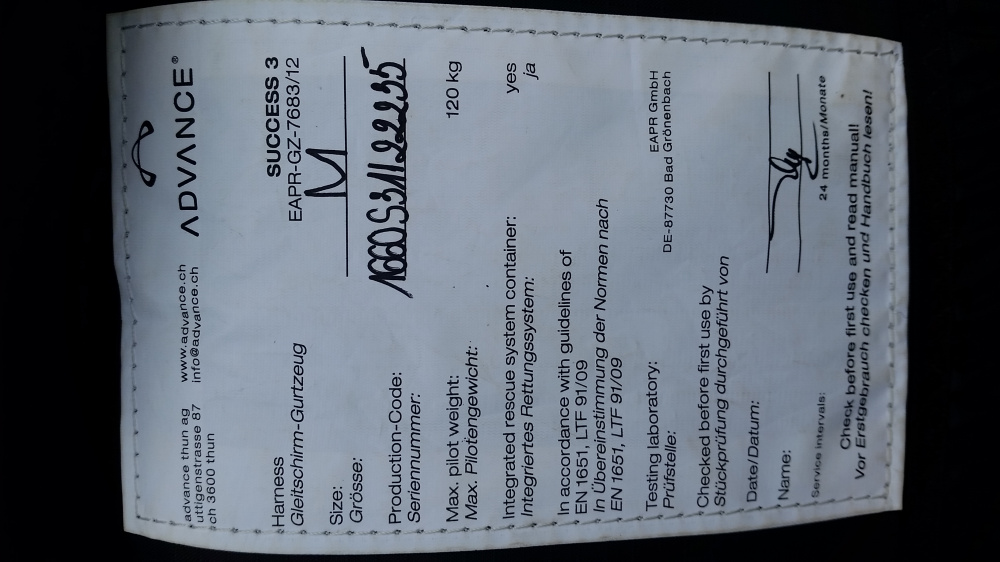 ADVANCE®
advance thun ag www.advance.ch
uttigenstrasse 87 info@advance.ch
ch 3600 thun
Harness SUCCESS 3
Gleitschirm-Gurtzeug EAPR-GZ-7683/12
Size: M
Grösse:
Production-Code: 1660S31122235
Seriennummer:
Max. pilot weight: 120 kg
Max. Pilotengewicht:
Integrated rescue system container: yes
Integriertes Rettungssystem: ja
In accordance with guidelines of
EN 1651, LTF 91/09
In Übereinstimmung der Normen nach
EN 1651, LTF 91/09
Testing laboratory: EAPR GmbH
Prüfstelle: DE-87730 Bad Grönenbach
Checked before first use by
Stückprüfung durchgeführt von
Date/Datum:
Name:
Service intervals: 24 months/Monate
Check before first use and read manual!
Vor Erstgebrauch checken und Handbuch lesen!